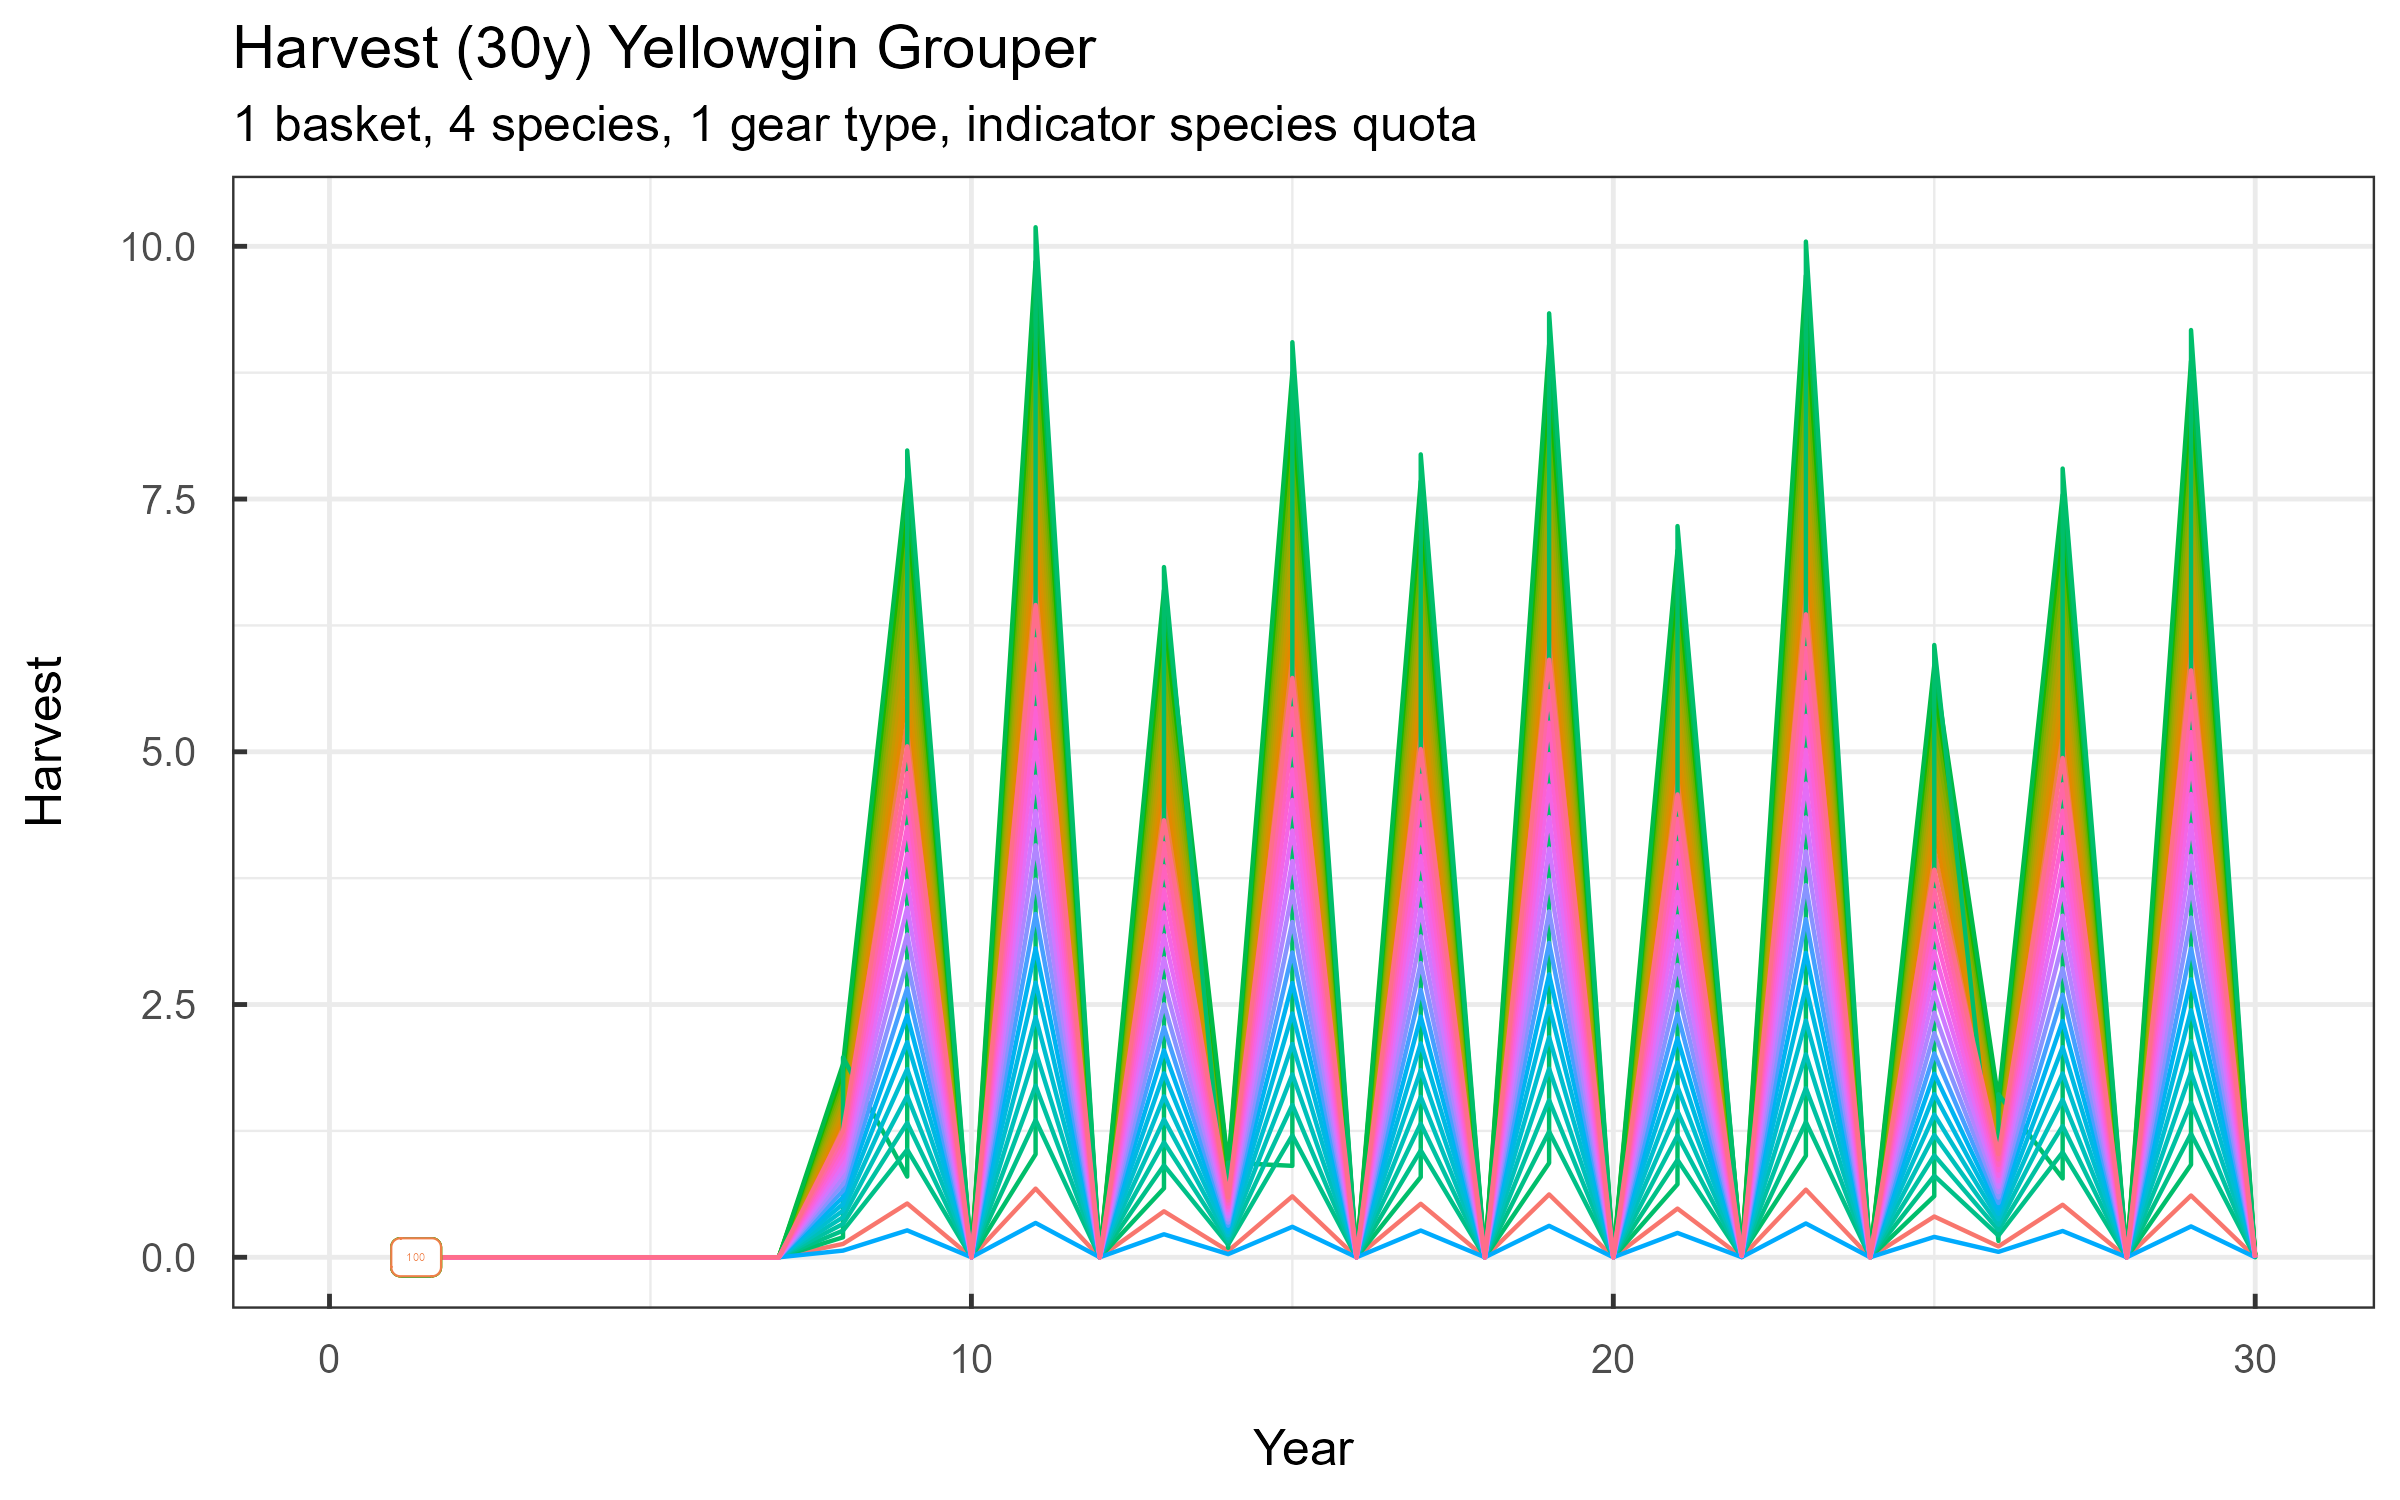 Harvest (30y) Yellowgin Grouper
1 basket, 4 species, 1 gear type, indicator species quota
Harvest
10.0
7.5
5.0
2.5
0.0
100
0
10
20
30
Year